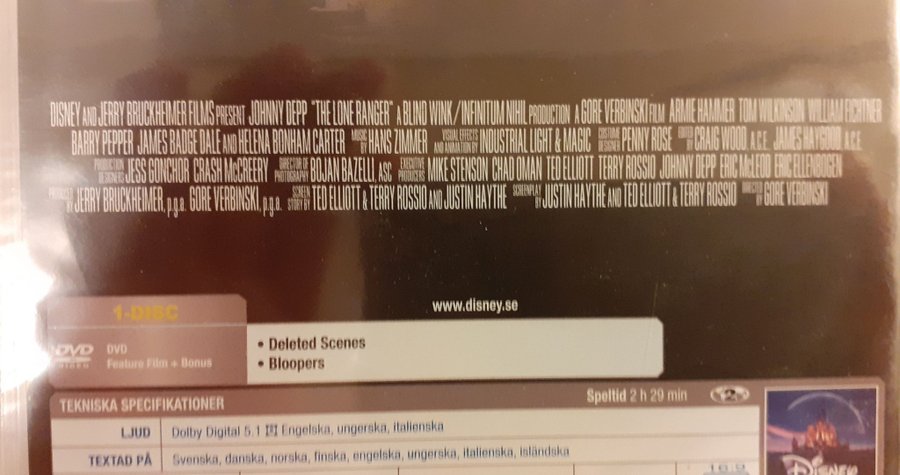 DISNEY AND JERRY BRUCKHEIMER FILMS PRESENT JOHNNY DEPP "THE LONE RANGER" A BLIND WINK/INFINITUM NIHIL PRODUCTION A GORE VERBINSKI FILM ARMIE HAMMER TOM WILKINSON WILLIAM FICHTNER
BARRY PEPPER JAMES BADGE DALE AND HELENA BONHAM CARTER MUSIC BY HANS ZIMMER VISUAL EFFECTS AND ANIMATION BY INDUSTRIAL LIGHT & MAGIC COSTUME DESIGNER PENNY ROSE EDITED BY CRAIG WOOD A.C.E. JAMES HAYGOOD A.C.E.
PRODUCTION DESIGNERS JESS GONCHOR CRASH McCREERY DIRECTOR OF PHOTOGRAPHY BOJAN BAZELLI, ASC EXECUTIVE PRODUCERS MIKE STENSON CHAD OMAN TED ELLIOTT TERRY ROSSIO JOHNNY DEPP ERIC McLEOD ERIC ELLENBOGEN
PRODUCED BY JERRY BRUCKHEIMER, p.g.a. GORE VERBINSKI, p.g.a. SCREEN STORY BY TED ELLIOTT & TERRY ROSSIO AND JUSTIN HAYTHE SCREENPLAY BY JUSTIN HAYTHE AND TED ELLIOTT & TERRY ROSSIO DIRECTED BY GORE VERBINSKI
www.disney.se
1-DISC
DVD VIDEO
DVD
Feature Film + Bonus
• Deleted Scenes
• Bloopers
TEKNISKA SPECIFIKATIONER
Speltid 2 h 29 min
2
LJUD
Dolby Digital 5.1 Engelska, ungerska, italienska
TEXTAD PÅ
Svenska, danska, norska, finska, engelska, ungerska, italienska, isländska
16:9
DISNEY